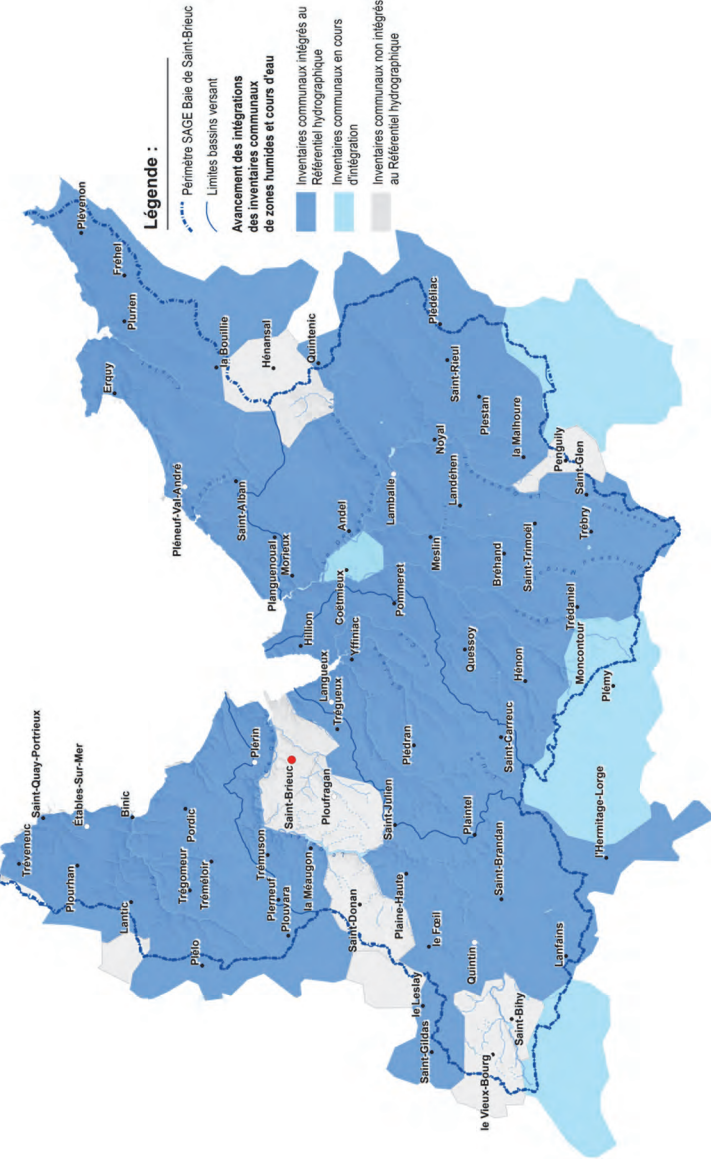 Légende :
Périmètre SAGE Baie de Saint-Brieuc
Limites bassins versant
Avancement des intégrations
des inventaires communaux
de zones humides et cours d'eau
Inventaires communaux intégrés au
Référentiel hydrographique
Inventaires communaux en cours
d'intégration
Inventaires communaux non intégrés
au Référentiel hydrographique
Plévenon
Fréhel
Plurien
Erquy
la Bouillie
Hénansal
Quintenic
Pléneuf-Val-André
Saint-Alban
Planguenoual
Morieux
Andel
Coëtmieux
Lamballe
Noyal
Plédéliac
Saint-Rieul
Plestan
la Malhoure
Penguily
Saint-Glen
Landéhen
Meslin
Pommeret
Bréhand
Saint-Trimoël
Trébry
Trédaniel
Moncontour
Plémy
Hénon
Quessoy
Hillion
Yffiniac
Langueux
Trégueux
Plédran
Saint-Carreuc
Plérin
Saint-Brieuc
Ploufragan
Saint-Julien
Plaintel
Saint-Brandan
l'Hermitage-Lorge
Saint-Quay-Portrieux
Tréveneuc
Étables-Sur-Mer
Plourhan
Binic
Lantic
Pordic
Trégomeur
Tréméloir
Trémuson
Plerneuf
Plouvara
la Méaugon
Plélo
Saint-Donan
Plaine-Haute
le Fœil
Quintin
Lanfains
le Leslay
Saint-Gildas
Saint-Bihy
le Vieux-Bourg